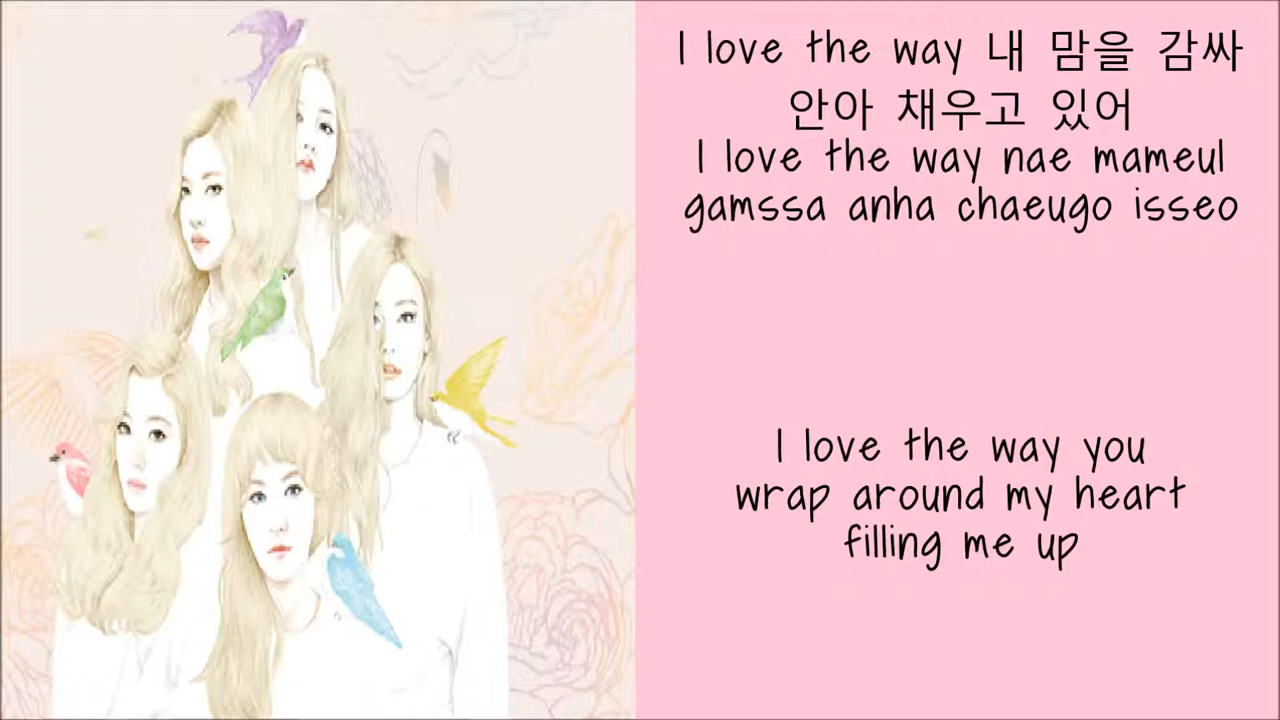 I love the way 내 맘을 감싸
안아 채우고 있어
I love the way nae mameul
gamssa anha chaeugo isseo
I love the way you
wrap around my heart
filling me up